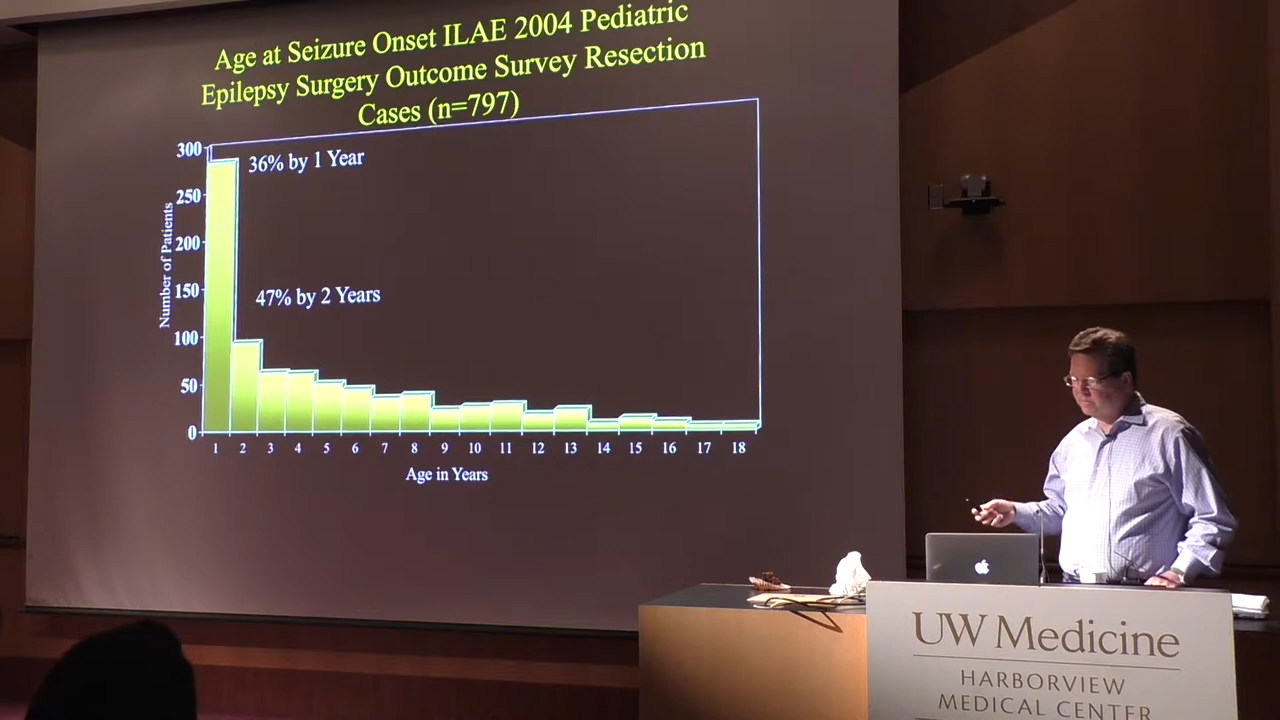 Age at Seizure Onset ILAE 2004 Pediatric
Epilepsy Surgery Outcome Survey Resection
Cases (n=797)
300
250
200
150
100
50
0
Number of Patients
36% by 1 Year
47% by 2 Years
1 2 3 4 5 6 7 8 9 10 11 12 13 14 15 16 17 18
Age in Years
UW Medicine
HARBORVIEW
MEDICAL CENTER